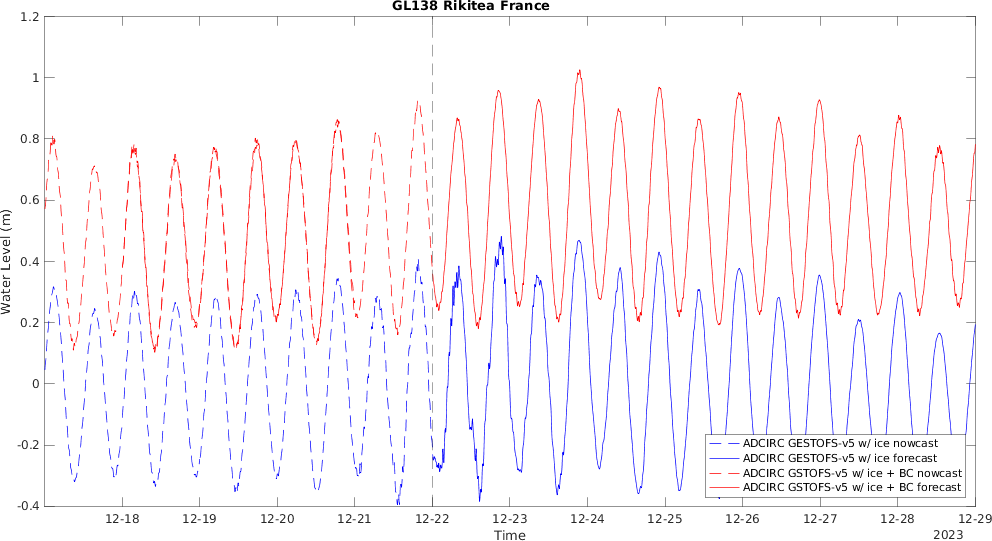 GL138 Rikitea France
1.2
1
0.8
0.6
0.4
0.2
0
-0.2
-0.4
Water Level (m)
ADCIRC GESTOFS-v5 w/ ice nowcast
ADCIRC GESTOFS-v5 w/ ice forecast
ADCIRC GSTOFS-v5 w/ ice + BC nowcast
ADCIRC GSTOFS-v5 w/ ice + BC forecast
12-18 12-19 12-20 12-21 12-22 12-23 12-24 12-25 12-26 12-27 12-28 12-29
Time
2023